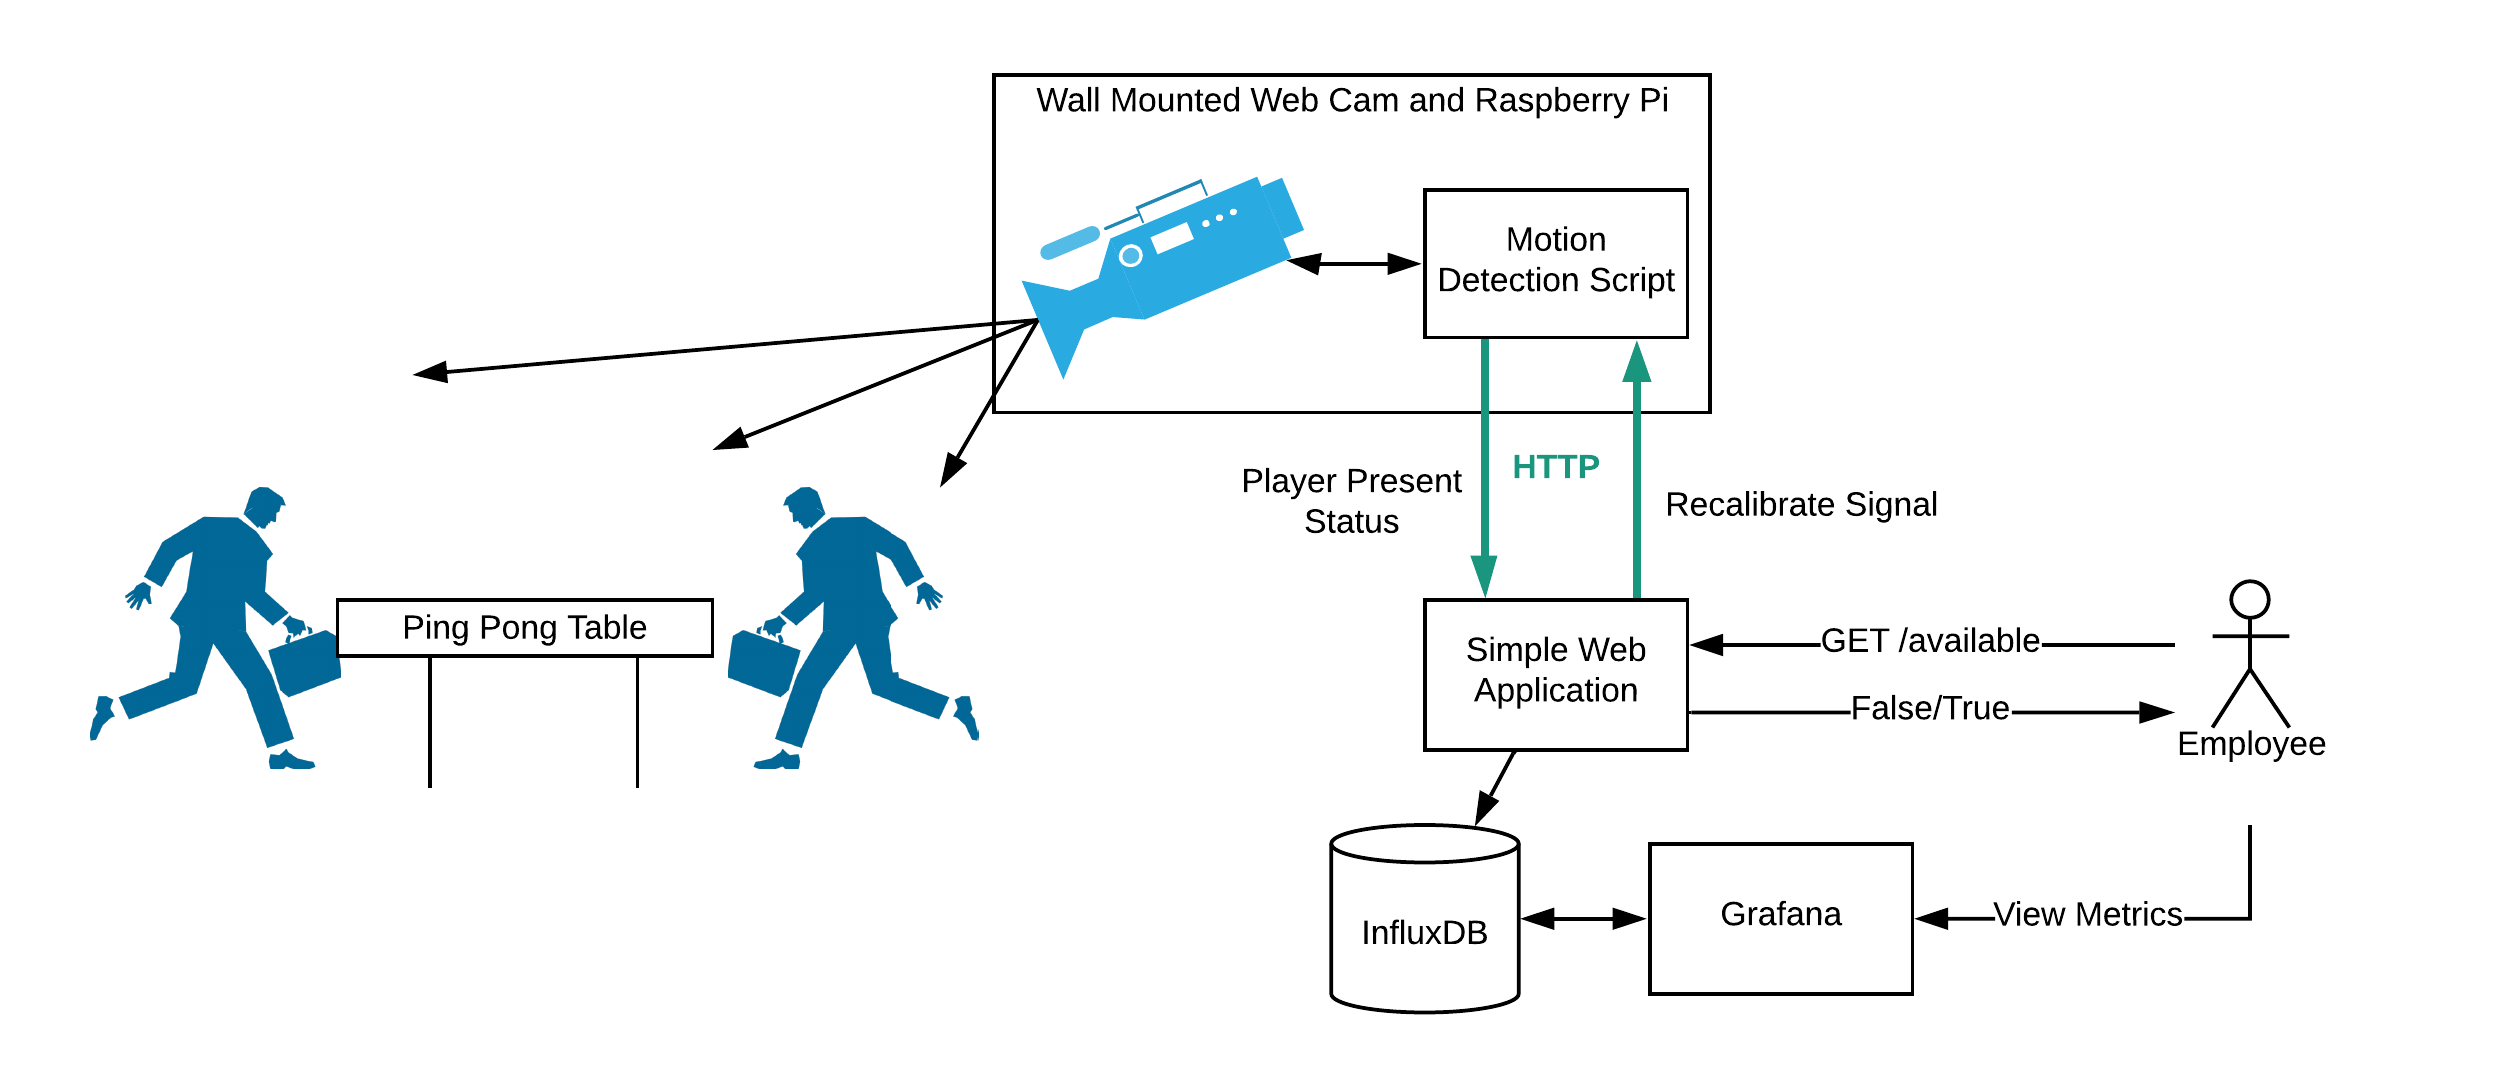 Wall Mounted Web Cam and Raspberry Pi
Motion
Detection Script
Player Present
Status
HTTP
Recalibrate Signal
Ping Pong Table
Simple Web
Application
GET /available
False/True
Employee
InfluxDB
Grafana
View Metrics